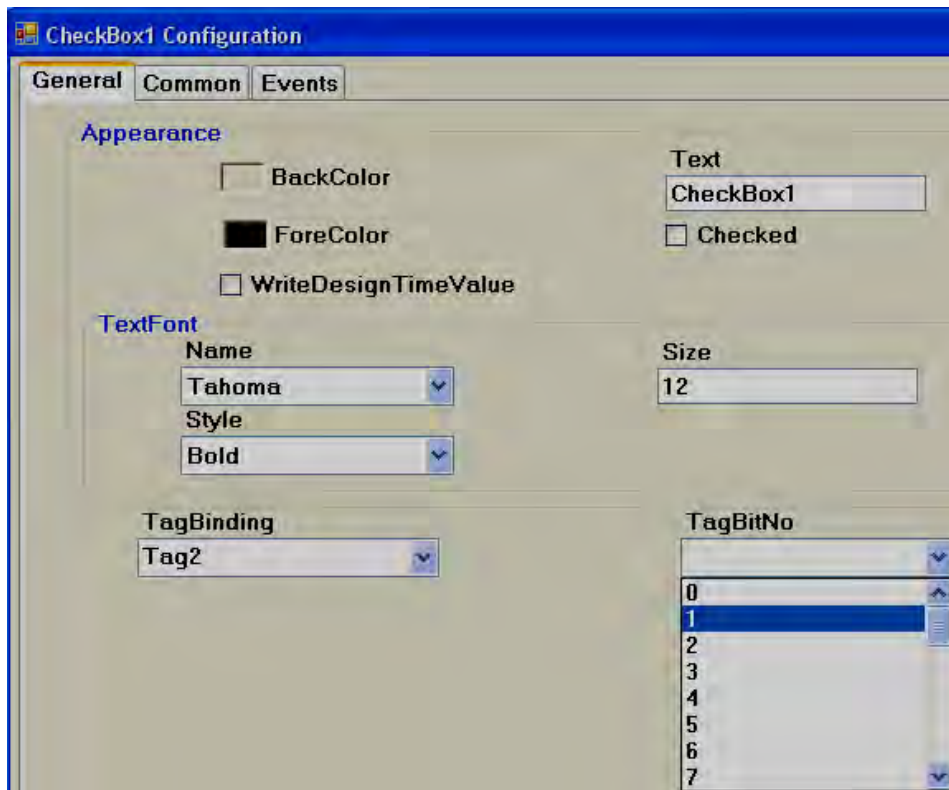 CheckBox1 Configuration
General Common Events
Appearance
BackColor
Text
CheckBox1
ForeColor
Checked
WriteDesignTimeValue
TextFont
Name
Size
Tahoma
12
Style
Bold
TagBinding
TagBitNo
Tag2
0
1
2
3
4
5
6
7